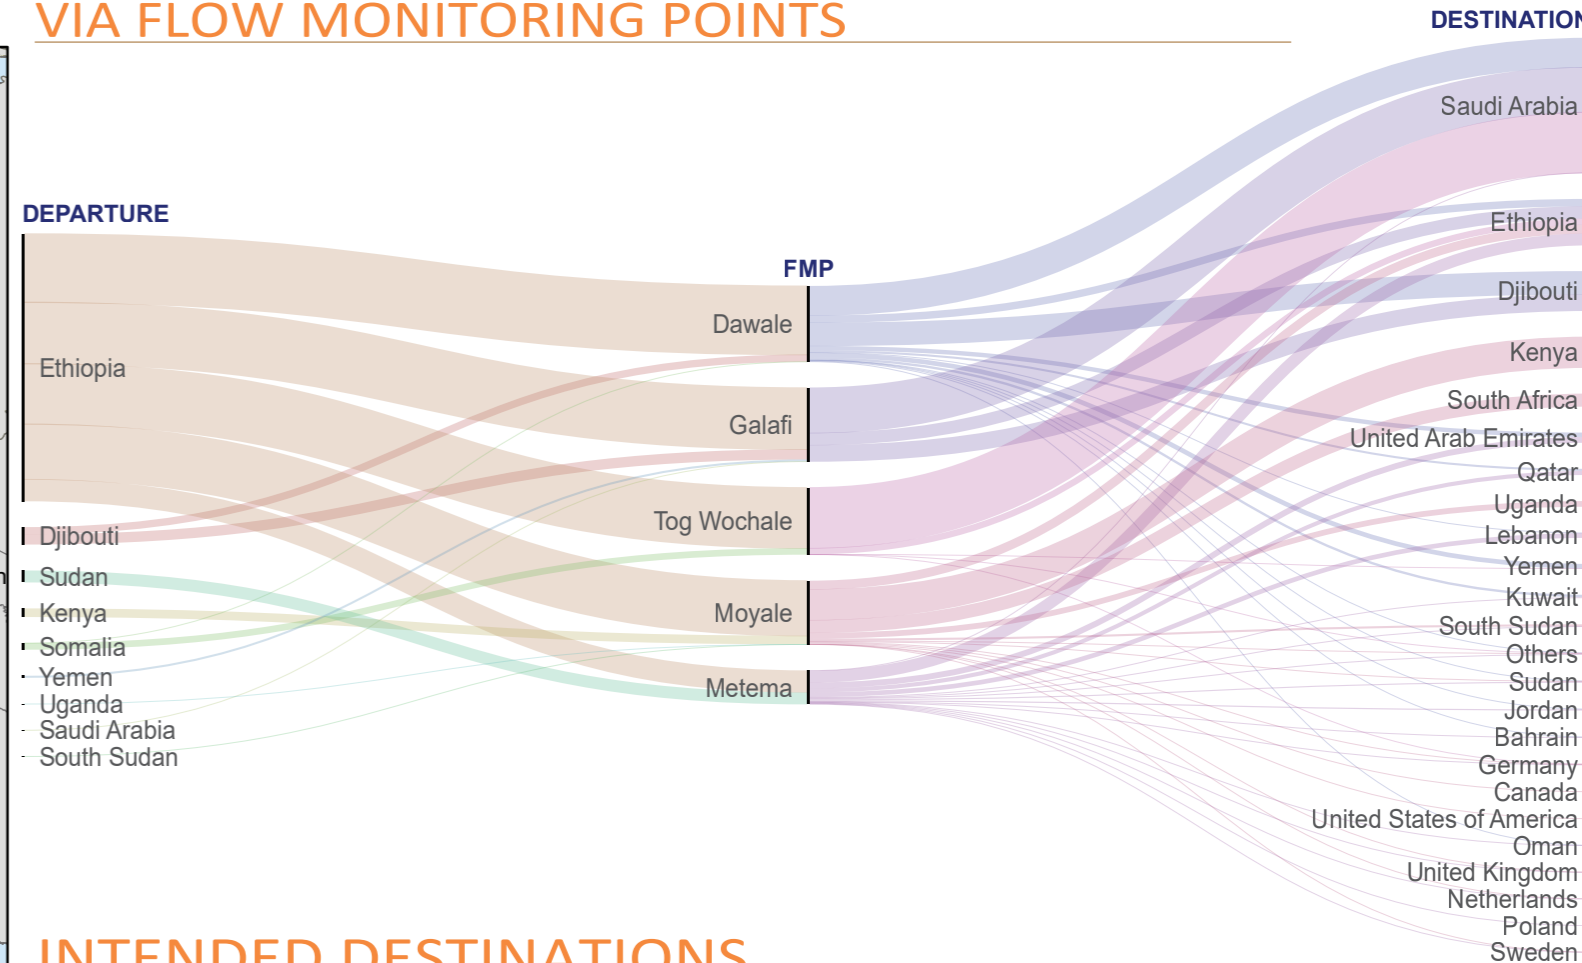 VIA FLOW MONITORING POINTS
DEPARTURE
Ethiopia
Djibouti
Sudan
Kenya
Somalia
Yemen
Uganda
Saudi Arabia
South Sudan
FMP
Dawale
Galafi
Tog Wochale
Moyale
Metema
DESTINATION
Saudi Arabia
Ethiopia
Djibouti
Kenya
South Africa
United Arab Emirates
Qatar
Uganda
Lebanon
Yemen
Kuwait
South Sudan
Others
Sudan
Jordan
Bahrain
Germany
Canada
United States of America
Oman
United Kingdom
Netherlands
Poland
Sweden
INTENDED DESTINATIONS